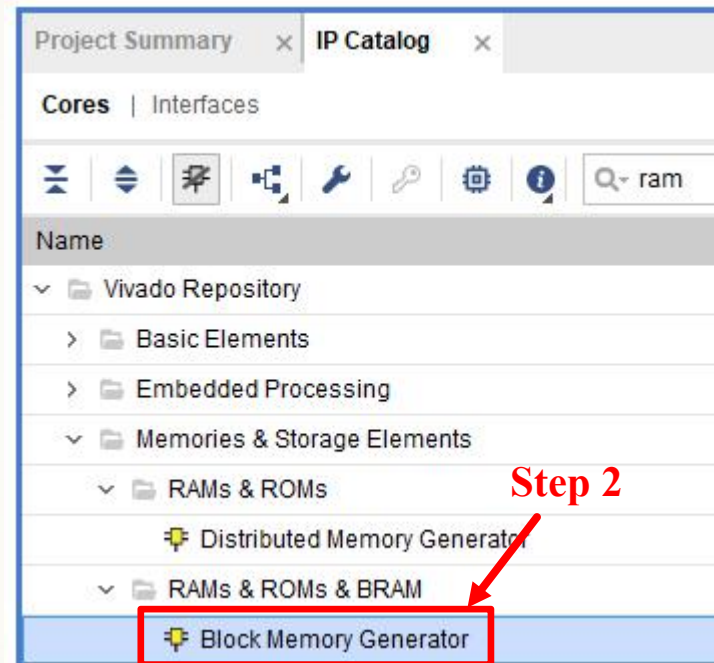 Project Summary × IP Catalog ×
Cores | Interfaces
ram
Name
Vivado Repository
Basic Elements
Embedded Processing
Memories & Storage Elements
RAMs & ROMs
Step 2
Distributed Memory Generator
RAMs & ROMs & BRAM
Block Memory Generator